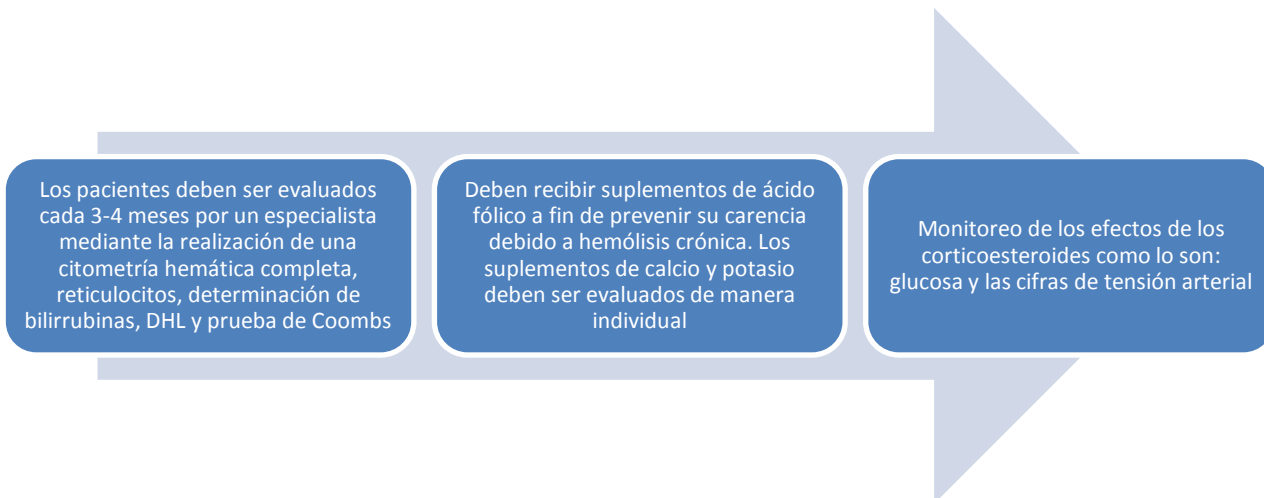 Los pacientes deben ser evaluados
cada 3-4 meses por un especialista
mediante la realización de una
citometría hemática completa,
reticulocitos, determinación de
bilirrubinas, DHL y prueba de Coombs
Deben recibir suplementos de ácido
fólico a fin de prevenir su carencia
debido a hemólisis crónica. Los
suplementos de calcio y potasio
deben ser evaluados de manera
individual
Monitoreo de los efectos de los
corticoesteroides como lo son:
glucosa y las cifras de tensión arterial